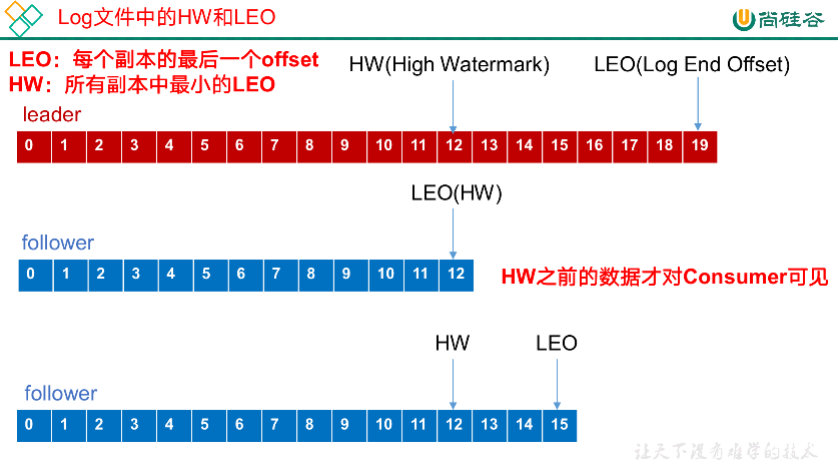 Log文件中的HW和LEO
尚硅谷
LEO：每个副本的最后一个offset
HW：所有副本中最小的LEO
HW(High Watermark)
LEO(Log End Offset)
leader
0 1 2 3 4 5 6 7 8 9 10 11 12 13 14 15 16 17 18 19
LEO(HW)
follower
0 1 2 3 4 5 6 7 8 9 10 11 12
HW之前的数据才对Consumer可见
HW
LEO
follower
0 1 2 3 4 5 6 7 8 9 10 11 12 13 14 15
让天下没有难学的技术